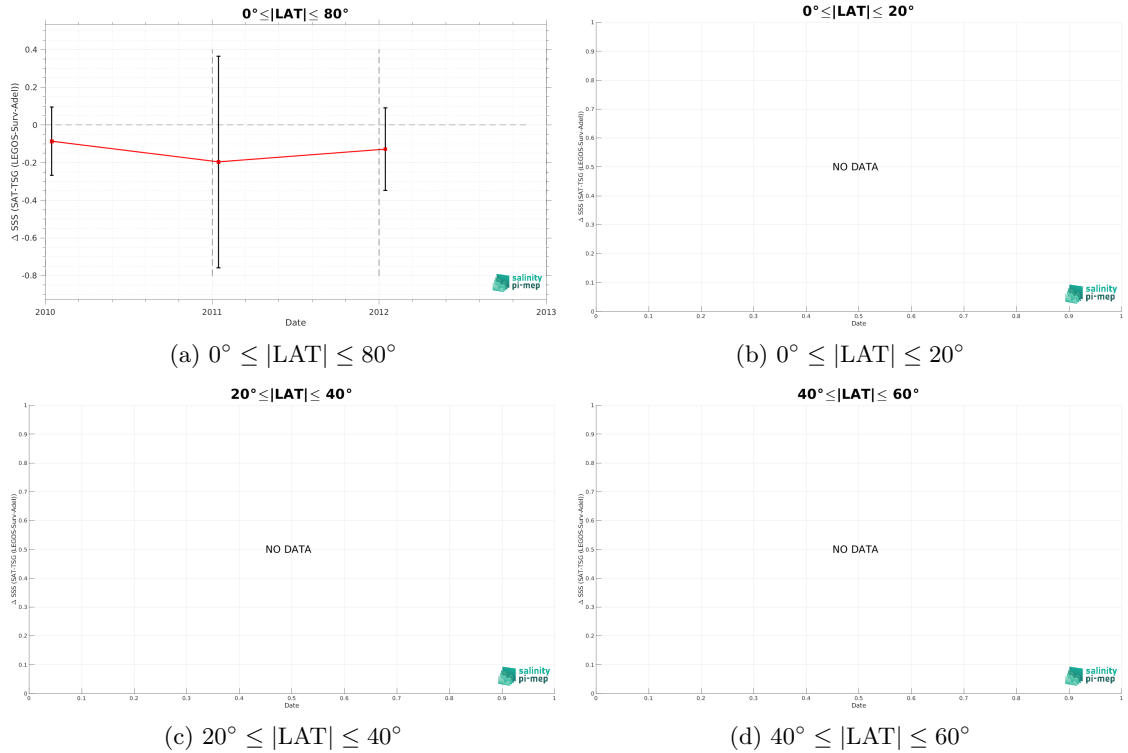 0°≤|LAT|≤ 80°
Δ SSS (SAT-TSG (LEGOS-Surv-Adel))
0.4
0.2
0
-0.2
-0.4
-0.6
-0.8
2010
2011
2012
2013
Date
salinity
pi-mep
(a) 0° ≤ |LAT| ≤ 80°
0°≤|LAT|≤ 20°
Δ SSS (SAT-TSG (LEGOS-Surv-Adel))
1
0.9
0.8
0.7
0.6
0.5
0.4
0.3
0.2
0.1
0
NO DATA
0 0.1 0.2 0.3 0.4 0.5 0.6 0.7 0.8 0.9 1
Date
salinity
pi-mep
(b) 0° ≤ |LAT| ≤ 20°
20°≤|LAT|≤ 40°
Δ SSS (SAT-TSG (LEGOS-Surv-Adel))
1
0.9
0.8
0.7
0.6
0.5
0.4
0.3
0.2
0.1
0
NO DATA
0 0.1 0.2 0.3 0.4 0.5 0.6 0.7 0.8 0.9 1
Date
salinity
pi-mep
(c) 20° ≤ |LAT| ≤ 40°
40°≤|LAT|≤ 60°
Δ SSS (SAT-TSG (LEGOS-Surv-Adel))
1
0.9
0.8
0.7
0.6
0.5
0.4
0.3
0.2
0.1
0
NO DATA
0 0.1 0.2 0.3 0.4 0.5 0.6 0.7 0.8 0.9 1
Date
salinity
pi-mep
(d) 40° ≤ |LAT| ≤ 60°